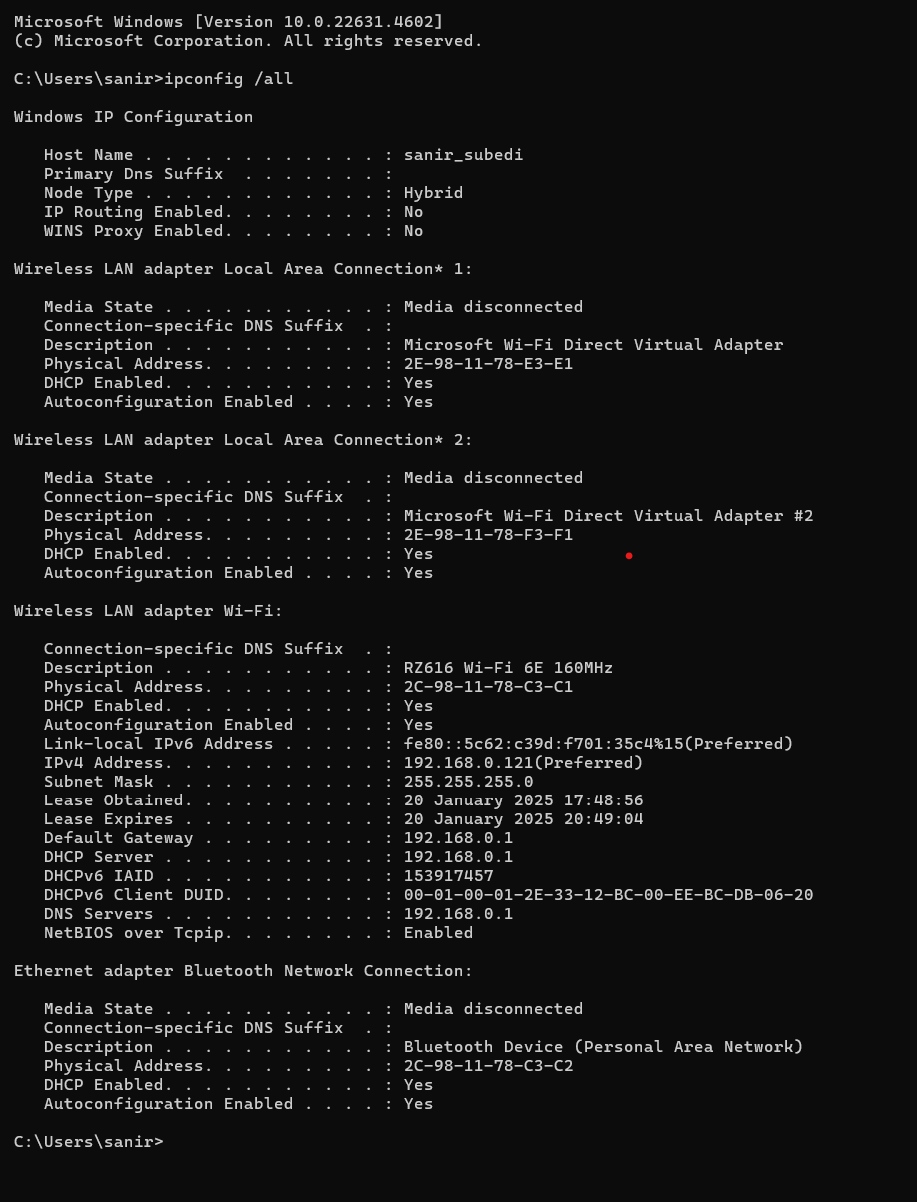 Microsoft Windows [Version 10.0.22631.4602]
(c) Microsoft Corporation. All rights reserved.
C:\Users\sanir>ipconfig /all
Windows IP Configuration
Host Name . . . . . . . . . . . . : sanir_subedi
Primary Dns Suffix  . . . . . . . :
Node Type . . . . . . . . . . . . : Hybrid
IP Routing Enabled. . . . . . . . : No
WINS Proxy Enabled. . . . . . . . : No
Wireless LAN adapter Local Area Connection* 1:
Media State . . . . . . . . . . . : Media disconnected
Connection-specific DNS Suffix  . :
Description . . . . . . . . . . . : Microsoft Wi-Fi Direct Virtual Adapter
Physical Address. . . . . . . . . : 2E-98-11-78-E3-E1
DHCP Enabled. . . . . . . . . . . : Yes
Autoconfiguration Enabled . . . . : Yes
Wireless LAN adapter Local Area Connection* 2:
Media State . . . . . . . . . . . : Media disconnected
Connection-specific DNS Suffix  . :
Description . . . . . . . . . . . : Microsoft Wi-Fi Direct Virtual Adapter #2
Physical Address. . . . . . . . . : 2E-98-11-78-F3-F1
DHCP Enabled. . . . . . . . . . . : Yes
Autoconfiguration Enabled . . . . : Yes
Wireless LAN adapter Wi-Fi:
Connection-specific DNS Suffix  . :
Description . . . . . . . . . . . : RZ616 Wi-Fi 6E 160MHz
Physical Address. . . . . . . . . : 2C-98-11-78-C3-C1
DHCP Enabled. . . . . . . . . . . : Yes
Autoconfiguration Enabled . . . . : Yes
Link-local IPv6 Address . . . . . : fe80::5c62:c39d:f701:35c4%15(Preferred)
IPv4 Address. . . . . . . . . . . : 192.168.0.121(Preferred)
Subnet Mask . . . . . . . . . . . : 255.255.255.0
Lease Obtained. . . . . . . . . . : 20 January 2025 17:48:56
Lease Expires . . . . . . . . . . : 20 January 2025 20:49:04
Default Gateway . . . . . . . . . : 192.168.0.1
DHCP Server . . . . . . . . . . . : 192.168.0.1
DHCPv6 IAID . . . . . . . . . . . : 153917457
DHCPv6 Client DUID. . . . . . . . : 00-01-00-01-2E-33-12-BC-00-EE-BC-DB-06-20
DNS Servers . . . . . . . . . . . : 192.168.0.1
NetBIOS over Tcpip. . . . . . . . : Enabled
Ethernet adapter Bluetooth Network Connection:
Media State . . . . . . . . . . . : Media disconnected
Connection-specific DNS Suffix  . :
Description . . . . . . . . . . . : Bluetooth Device (Personal Area Network)
Physical Address. . . . . . . . . : 2C-98-11-78-C3-C2
DHCP Enabled. . . . . . . . . . . : Yes
Autoconfiguration Enabled . . . . : Yes
C:\Users\sanir>